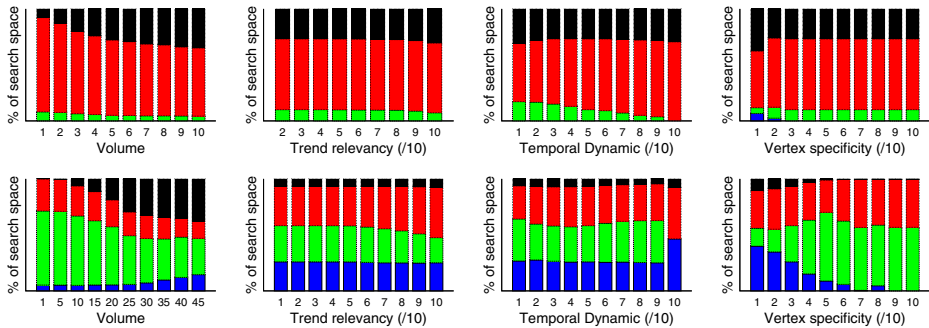 % of search space
1 2 3 4 5 6 7 8 9 10
Volume
% of search space
2 3 4 5 6 7 8 9 10
Trend relevancy (/10)
% of search space
1 2 3 4 5 6 7 8 9 10
Temporal Dynamic (/10)
% of search space
1 2 3 4 5 6 7 8 9 10
Vertex specificity (/10)
% of search space
1 5 10 15 20 25 30 35 40 45
Volume
% of search space
1 2 3 4 5 6 7 8 9 10
Trend relevancy (/10)
% of search space
1 2 3 4 5 6 7 8 9 10
Temporal Dynamic (/10)
% of search space
1 2 3 4 5 6 7 8 9 10
Vertex specificity (/10)